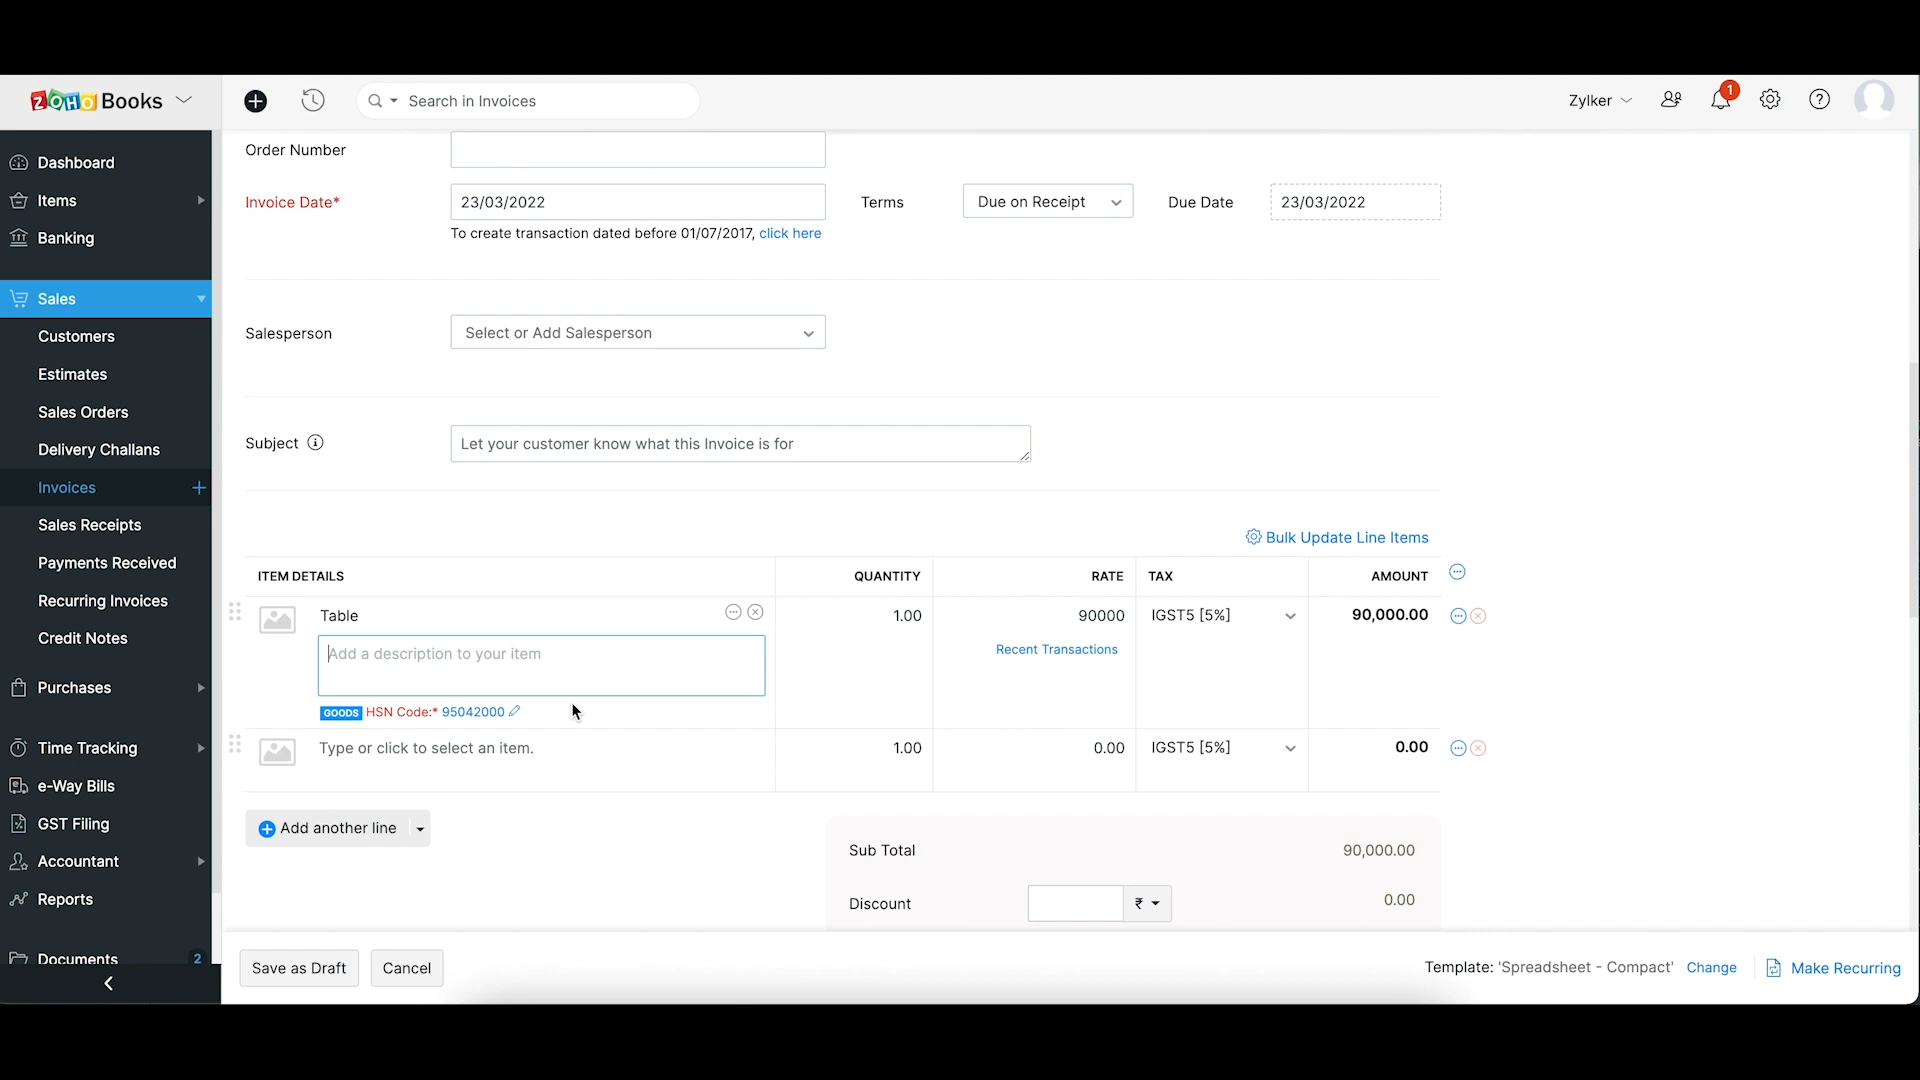 ZOHO Books
Search in Invoices
Zylker
1
Dashboard
Items
Banking
Sales
Customers
Estimates
Sales Orders
Delivery Challans
Invoices
Sales Receipts
Payments Received
Recurring Invoices
Credit Notes
Purchases
Time Tracking
e-Way Bills
GST Filing
Accountant
Reports
Documents 2
Order Number
Invoice Date* 23/03/2022 Terms Due on Receipt Due Date 23/03/2022
To create transaction dated before 01/07/2017, click here
Salesperson Select or Add Salesperson
Subject Let your customer know what this Invoice is for
Bulk Update Line Items
ITEM DETAILS QUANTITY RATE TAX AMOUNT
Table 1.00 90000 IGST5 [5%] 90,000.00
Add a description to your item Recent Transactions
GOODS HSN Code:* 95042000
Type or click to select an item. 1.00 0.00 IGST5 [5%] 0.00
Add another line
Sub Total 90,000.00
Discount ₹ 0.00
Save as Draft Cancel Template: 'Spreadsheet - Compact' Change Make Recurring